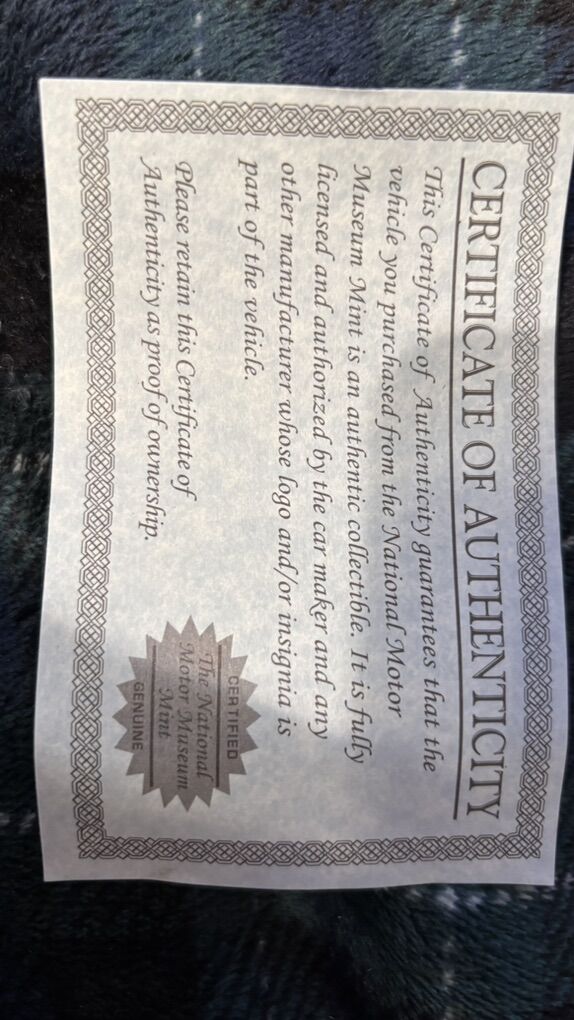 CERTIFICATE OF AUTHENTICITY
This Certificate of Authenticity guarantees that the
vehicle you purchased from the National Motor
Museum Mint is an authentic collectible. It is fully
licensed and authorized by the car maker and any
other manufacturer whose logo and/or insignia is
part of the vehicle.
Please retain this Certificate of
Authenticity as proof of ownership.
CERTIFIED
The National
Motor Museum
Mint
GENUINE